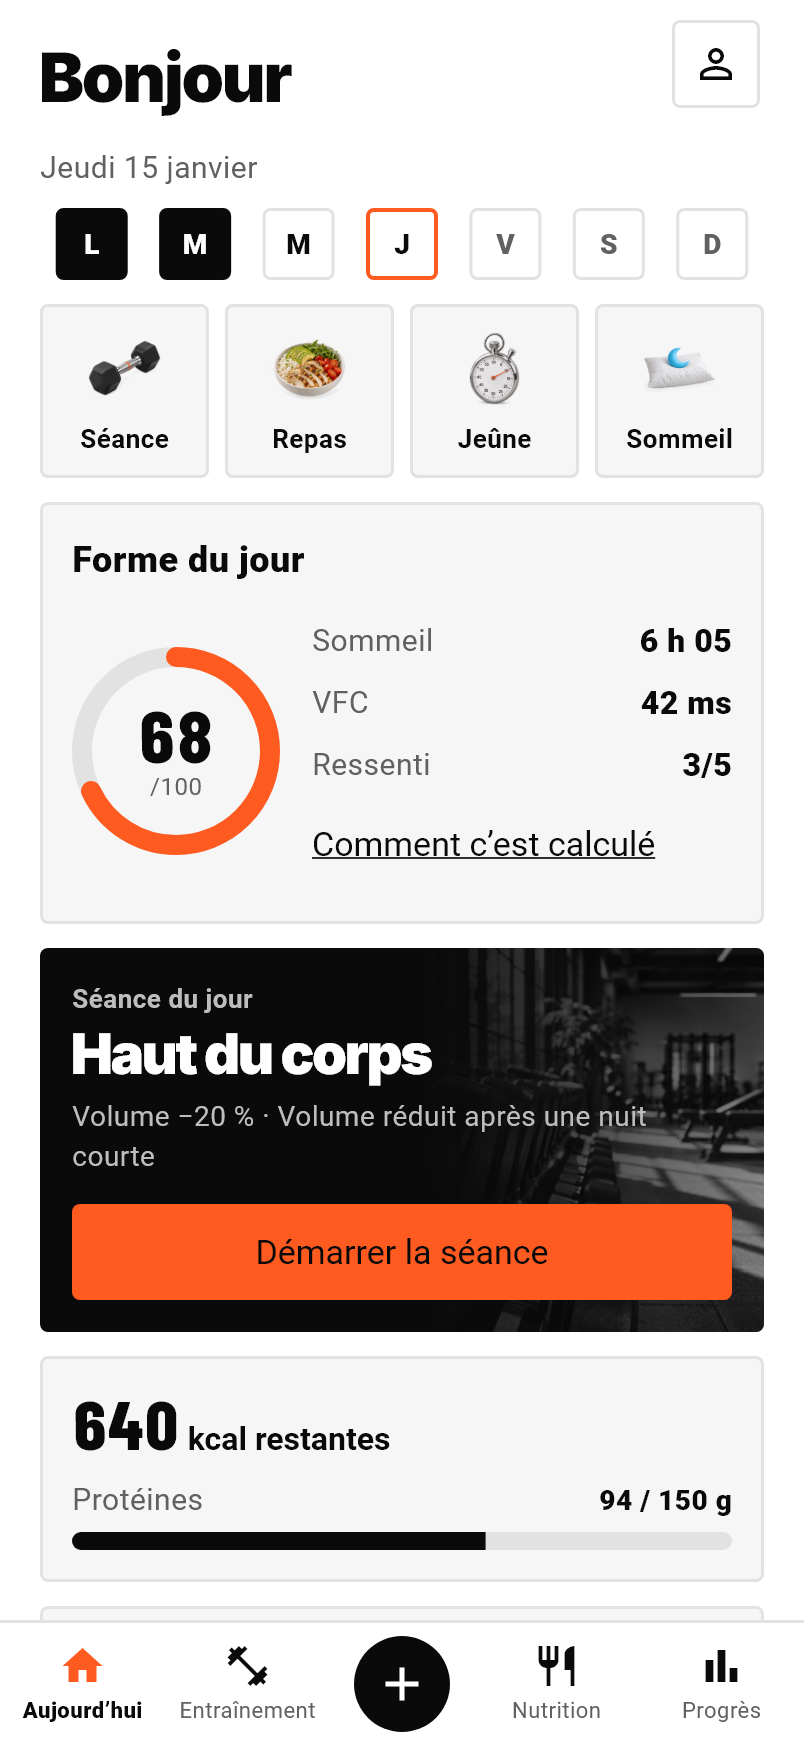 Bonjour
Jeudi 15 janvier
L M M J V S D
Séance Repas Jeûne Sommeil
Forme du jour
68
/100
Sommeil 6 h 05
VFC 42 ms
Ressenti 3/5
Comment c’est calculé
Séance du jour
Haut du corps
Volume −20 % · Volume réduit après une nuit
courte
Démarrer la séance
640 kcal restantes
Protéines 94 / 150 g
Aujourd’hui Entraînement Nutrition Progrès